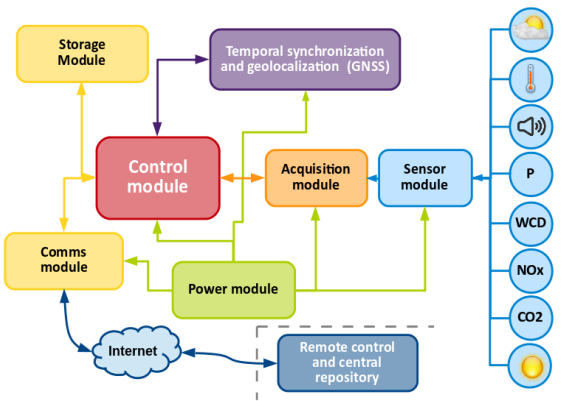 Storage
Module
Temporal synchronization
and geolocalization (GNSS)
Control
module
Acquisition
module
Sensor
module
P
WCD
NOx
CO2
Comms
module
Power module
Internet
Remote control
and central
repository